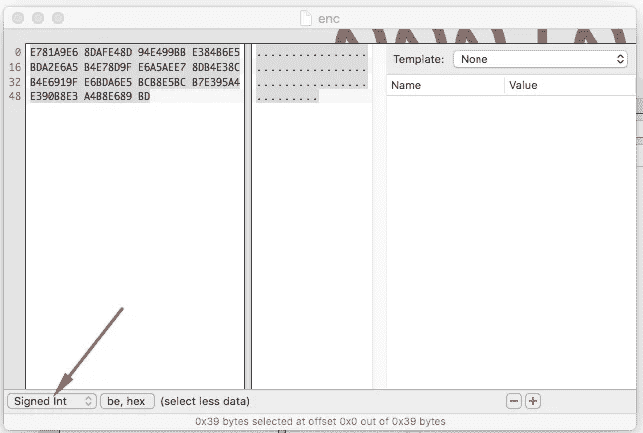 enc
0 E781A9E6 8DAFE48D 94E499BB E384B6E5 ................
16 BDA2E6A5 B4E78D9F E6A5AEE7 8DB4E38C ................
32 B4E6919F E6BDA6E5 BCB8E5BC B7E395A4 ................
48 E390B8E3 A4B8E689 BD .........
Template: None
Name Value
Signed Int be, hex (select less data)
0x39 bytes selected at offset 0x0 out of 0x39 bytes